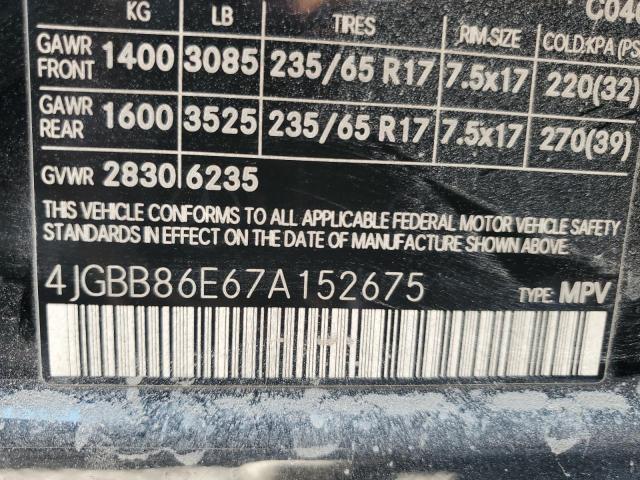 KG LB TIRES RIM-SIZE COLD:KPA (PS
C04
GAWR FRONT 1400 3085 235/65 R17 7.5x17 220(32)
GAWR REAR 1600 3525 235/65 R17 7.5x17 270(39)
GVWR 2830 6235
THIS VEHICLE CONFORMS TO ALL APPLICABLE FEDERAL MOTOR VEHICLE SAFETY
STANDARDS IN EFFECT ON THE DATE OF MANUFACTURE SHOWN ABOVE.
4JGBB86E67A152675 TYPE: MPV